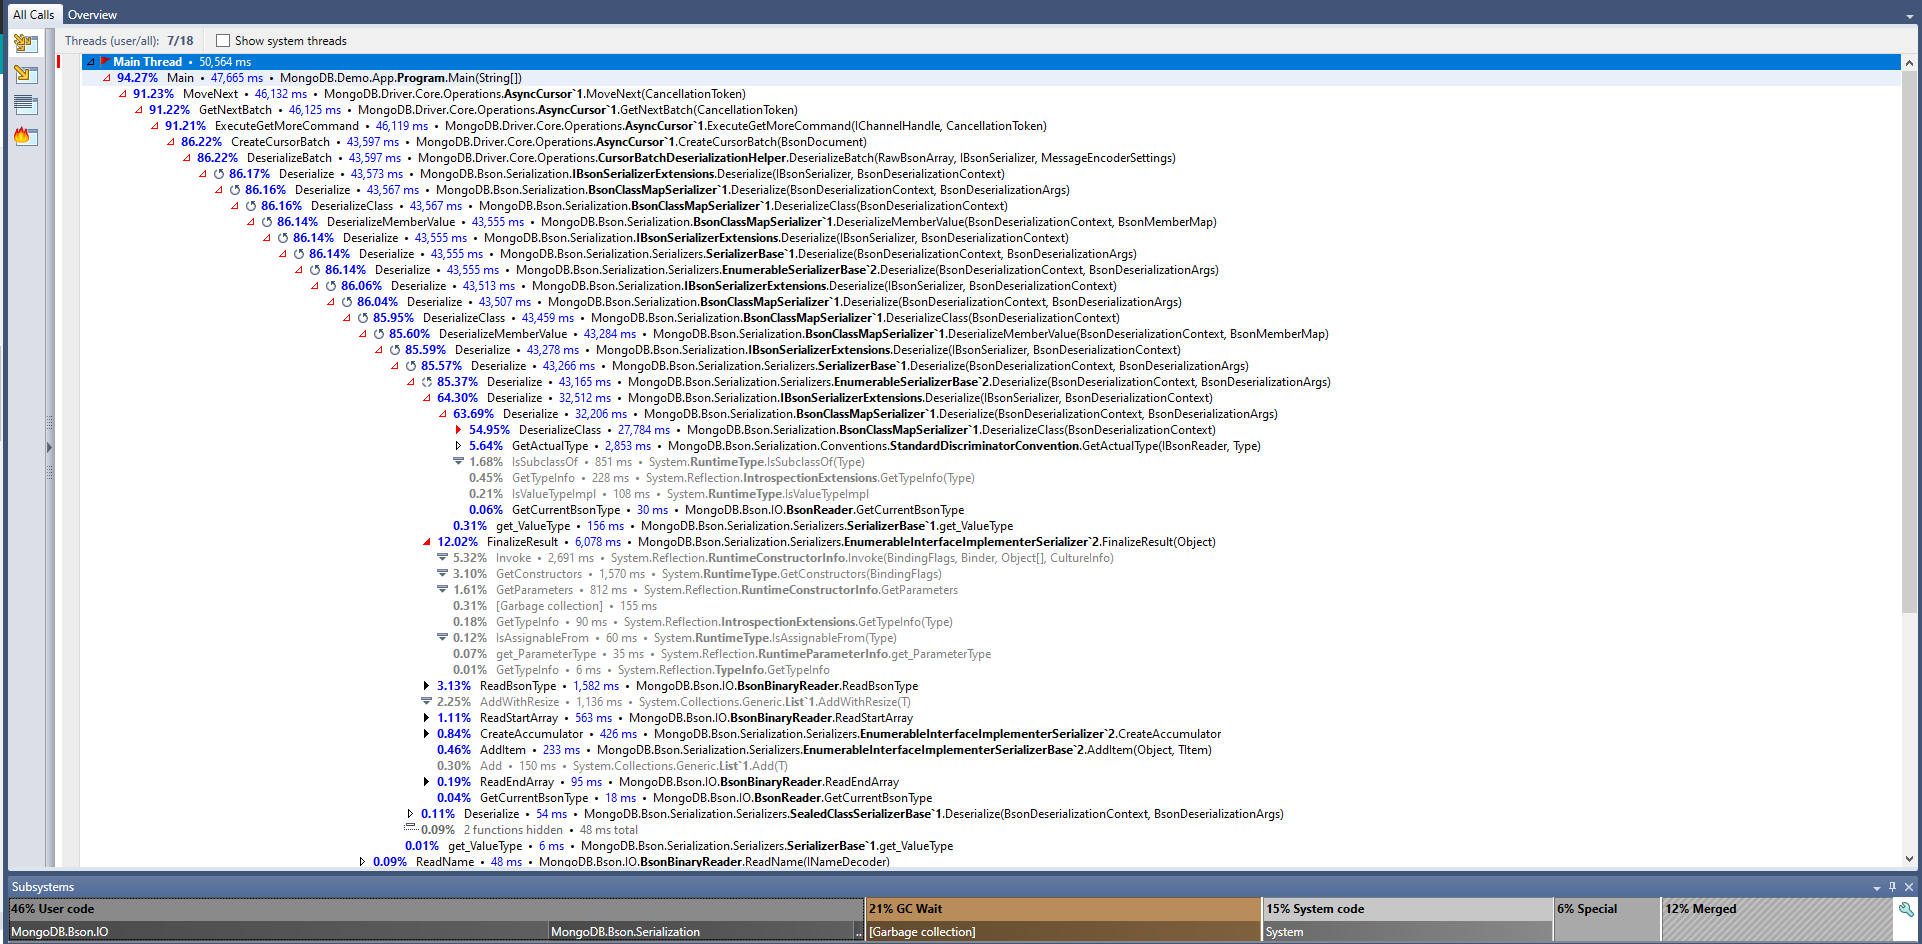 All Calls Overview
Threads (user/all): 7/18 Show system threads
Main Thread • 50,564 ms
94.27% Main • 47,665 ms • MongoDB.Demo.App.Program.Main(String[])
91.23% MoveNext • 46,132 ms • MongoDB.Driver.Core.Operations.AsyncCursor`1.MoveNext(CancellationToken)
91.22% GetNextBatch • 46,125 ms • MongoDB.Driver.Core.Operations.AsyncCursor`1.GetNextBatch(CancellationToken)
91.21% ExecuteGetMoreCommand • 46,119 ms • MongoDB.Driver.Core.Operations.AsyncCursor`1.ExecuteGetMoreCommand(IChannelHandle, CancellationToken)
86.22% CreateCursorBatch • 43,597 ms • MongoDB.Driver.Core.Operations.AsyncCursor`1.CreateCursorBatch(BsonDocument)
86.22% DeserializeBatch • 43,597 ms • MongoDB.Driver.Core.Operations.CursorBatchDeserializationHelper.DeserializeBatch(RawBsonArray, IBsonSerializer, MessageEncoderSettings)
86.17% Deserialize • 43,573 ms • MongoDB.Bson.Serialization.IBsonSerializerExtensions.Deserialize(IBsonSerializer, BsonDeserializationContext)
86.16% Deserialize • 43,567 ms • MongoDB.Bson.Serialization.BsonClassMapSerializer`1.Deserialize(BsonDeserializationContext, BsonDeserializationArgs)
86.16% DeserializeClass • 43,567 ms • MongoDB.Bson.Serialization.BsonClassMapSerializer`1.DeserializeClass(BsonDeserializationContext)
86.14% DeserializeMemberValue • 43,555 ms • MongoDB.Bson.Serialization.BsonClassMapSerializer`1.DeserializeMemberValue(BsonDeserializationContext, BsonMemberMap)
86.14% Deserialize • 43,555 ms • MongoDB.Bson.Serialization.IBsonSerializerExtensions.Deserialize(IBsonSerializer, BsonDeserializationContext)
86.14% Deserialize • 43,555 ms • MongoDB.Bson.Serialization.Serializers.SerializerBase`1.Deserialize(BsonDeserializationContext, BsonDeserializationArgs)
86.14% Deserialize • 43,555 ms • MongoDB.Bson.Serialization.Serializers.EnumerableSerializerBase`2.Deserialize(BsonDeserializationContext, BsonDeserializationArgs)
86.06% Deserialize • 43,513 ms • MongoDB.Bson.Serialization.IBsonSerializerExtensions.Deserialize(IBsonSerializer, BsonDeserializationContext)
86.04% Deserialize • 43,507 ms • MongoDB.Bson.Serialization.BsonClassMapSerializer`1.Deserialize(BsonDeserializationContext, BsonDeserializationArgs)
85.95% DeserializeClass • 43,459 ms • MongoDB.Bson.Serialization.BsonClassMapSerializer`1.DeserializeClass(BsonDeserializationContext)
85.60% DeserializeMemberValue • 43,284 ms • MongoDB.Bson.Serialization.BsonClassMapSerializer`1.DeserializeMemberValue(BsonDeserializationContext, BsonMemberMap)
85.59% Deserialize • 43,278 ms • MongoDB.Bson.Serialization.IBsonSerializerExtensions.Deserialize(IBsonSerializer, BsonDeserializationContext)
85.57% Deserialize • 43,266 ms • MongoDB.Bson.Serialization.Serializers.SerializerBase`1.Deserialize(BsonDeserializationContext, BsonDeserializationArgs)
85.37% Deserialize • 43,165 ms • MongoDB.Bson.Serialization.Serializers.EnumerableSerializerBase`2.Deserialize(BsonDeserializationContext, BsonDeserializationArgs)
64.30% Deserialize • 32,512 ms • MongoDB.Bson.Serialization.IBsonSerializerExtensions.Deserialize(IBsonSerializer, BsonDeserializationContext)
63.69% Deserialize • 32,206 ms • MongoDB.Bson.Serialization.BsonClassMapSerializer`1.Deserialize(BsonDeserializationContext, BsonDeserializationArgs)
54.95% DeserializeClass • 27,784 ms • MongoDB.Bson.Serialization.BsonClassMapSerializer`1.DeserializeClass(BsonDeserializationContext)
5.64% GetActualType • 2,853 ms • MongoDB.Bson.Serialization.Conventions.StandardDiscriminatorConvention.GetActualType(IBsonReader, Type)
1.68% IsSubclassOf • 851 ms • System.RuntimeType.IsSubclassOf(Type)
0.45% GetTypeInfo • 228 ms • System.Reflection.IntrospectionExtensions.GetTypeInfo(Type)
0.21% IsValueTypeImpl • 108 ms • System.RuntimeType.IsValueTypeImpl
0.06% GetCurrentBsonType • 30 ms • MongoDB.Bson.IO.BsonReader.GetCurrentBsonType
0.31% get_ValueType • 156 ms • MongoDB.Bson.Serialization.Serializers.SerializerBase`1.get_ValueType
12.02% FinalizeResult • 6,078 ms • MongoDB.Bson.Serialization.Serializers.EnumerableInterfaceImplementerSerializer`2.FinalizeResult(Object)
5.32% Invoke • 2,691 ms • System.Reflection.RuntimeConstructorInfo.Invoke(BindingFlags, Binder, Object[], CultureInfo)
3.10% GetConstructors • 1,570 ms • System.RuntimeType.GetConstructors(BindingFlags)
1.61% GetParameters • 812 ms • System.Reflection.RuntimeConstructorInfo.GetParameters
0.31% [Garbage collection] • 155 ms
0.18% GetTypeInfo • 90 ms • System.Reflection.IntrospectionExtensions.GetTypeInfo(Type)
0.12% IsAssignableFrom • 60 ms • System.RuntimeType.IsAssignableFrom(Type)
0.07% get_ParameterType • 35 ms • System.Reflection.RuntimeParameterInfo.get_ParameterType
0.01% GetTypeInfo • 6 ms • System.Reflection.TypeInfo.GetTypeInfo
3.13% ReadBsonType • 1,582 ms • MongoDB.Bson.IO.BsonBinaryReader.ReadBsonType
2.25% AddWithResize • 1,136 ms • System.Collections.Generic.List`1.AddWithResize(T)
1.11% ReadStartArray • 563 ms • MongoDB.Bson.IO.BsonBinaryReader.ReadStartArray
0.84% CreateAccumulator • 426 ms • MongoDB.Bson.Serialization.Serializers.EnumerableInterfaceImplementerSerializer`2.CreateAccumulator
0.46% AddItem • 233 ms • MongoDB.Bson.Serialization.Serializers.EnumerableInterfaceImplementerSerializerBase`2.AddItem(Object, TItem)
0.30% Add • 150 ms • System.Collections.Generic.List`1.Add(T)
0.19% ReadEndArray • 95 ms • MongoDB.Bson.IO.BsonBinaryReader.ReadEndArray
0.04% GetCurrentBsonType • 18 ms • MongoDB.Bson.IO.BsonReader.GetCurrentBsonType
0.11% Deserialize • 54 ms • MongoDB.Bson.Serialization.Serializers.SealedClassSerializerBase`1.Deserialize(BsonDeserializationContext, BsonDeserializationArgs)
0.09% 2 functions hidden • 48 ms total
0.01% get_ValueType • 6 ms • MongoDB.Bson.Serialization.Serializers.SerializerBase`1.get_ValueType
0.09% ReadName • 48 ms • MongoDB.Bson.IO.BsonBinaryReader.ReadName(INameDecoder)
Subsystems
46% User code 21% GC Wait 15% System code 6% Special 12% Merged
MongoDB.Bson.IO MongoDB.Bson.Serialization .. [Garbage collection] System